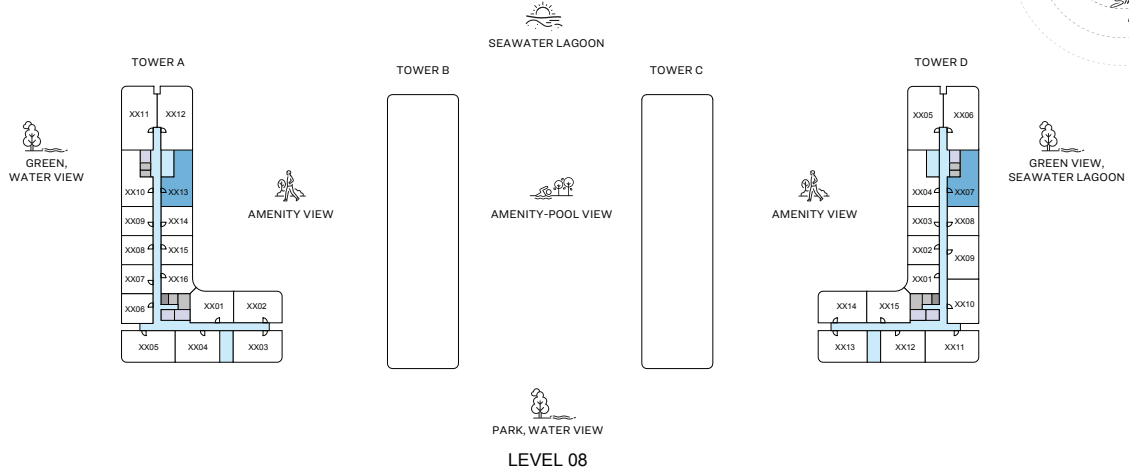 SEAWATER LAGOON
TOWER A
TOWER B
TOWER C
TOWER D
XX11
XX12
XX05
XX06
GREEN,
WATER VIEW
GREEN VIEW,
SEAWATER LAGOON
XX10
XX13
XX04
XX07
AMENITY VIEW
AMENITY-POOL VIEW
AMENITY VIEW
XX09
XX14
XX03
XX08
XX08
XX15
XX02
XX09
XX07
XX16
XX01
XX06
XX01
XX02
XX14
XX15
XX10
XX05
XX04
XX03
XX13
XX12
XX11
PARK, WATER VIEW
LEVEL 08